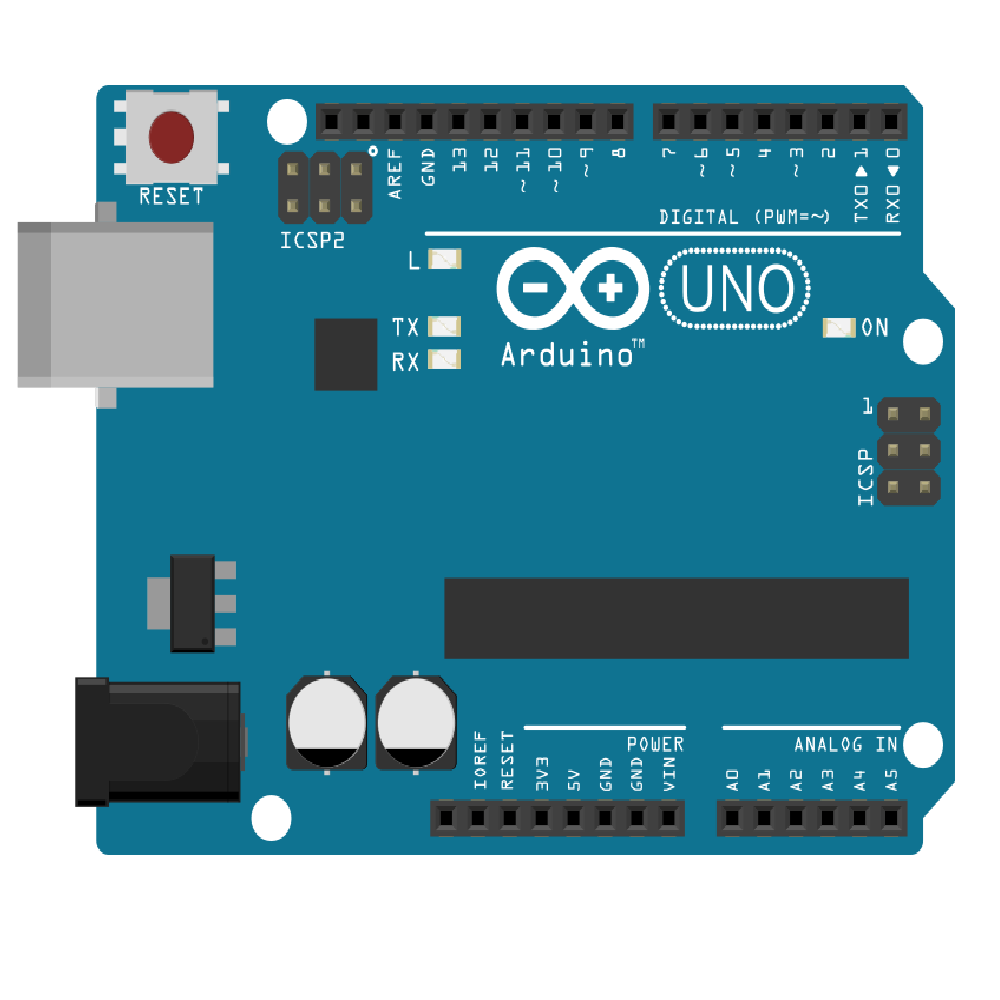 RESET
ICSP2
AREF
GND
13
12
~11
~10
~9
8
7
~6
~5
4
~3
2
TX0▶1
RX0◀0
DIGITAL (PWM=~)
L
TX
RX
UNO
Arduino™
ON
1
ICSP
POWER
ANALOG IN
IOREF
RESET
3V3
5V
GND
GND
VIN
A0
A1
A2
A3
A4
A5